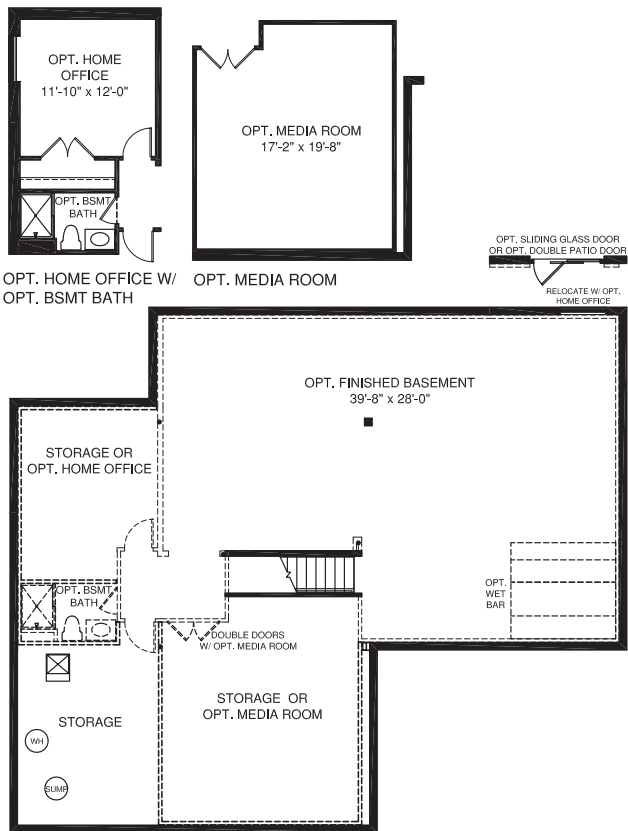 OPT. HOME
OFFICE
11'-10" x 12'-0"
OPT. BSMT
BATH
OPT. HOME OFFICE W/
OPT. BSMT BATH
OPT. MEDIA ROOM
17'-2" x 19'-8"
OPT. MEDIA ROOM
OPT. SLIDING GLASS DOOR
OR OPT. DOUBLE PATIO DOOR
RELOCATE W/ OPT.
HOME OFFICE
OPT. FINISHED BASEMENT
39'-8" x 28'-0"
STORAGE OR
OPT. HOME OFFICE
OPT. BSMT
BATH
OPT.
WET
BAR
DOUBLE DOORS
W/ OPT. MEDIA ROOM
STORAGE OR
OPT. MEDIA ROOM
STORAGE
WH
SUMP